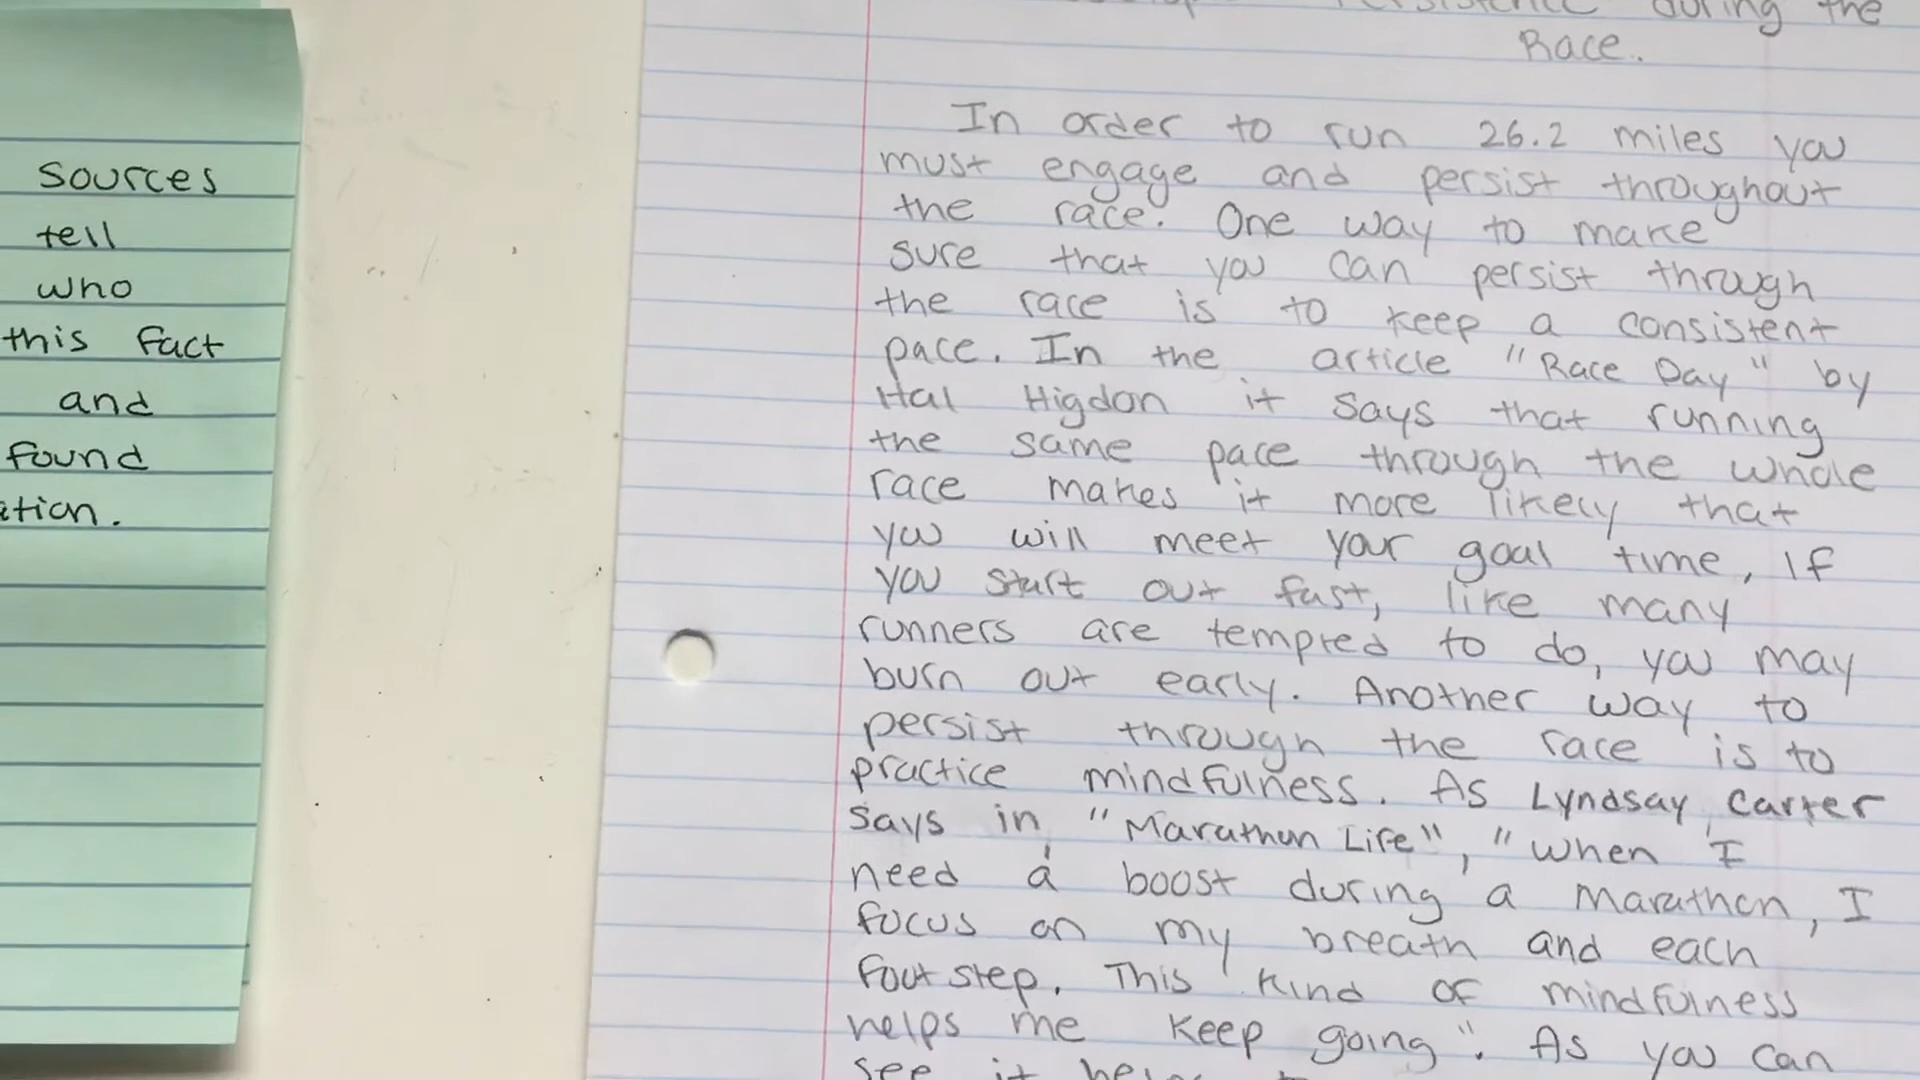 sources
tell
who
this fact
and
found
during the
Race.
In order to run 26.2 miles you
must engage and persist throughout
the race. One way to make
sure that you can persist through
the race is to keep a consistent
pace. In the article "Race Day" by
Hal Higdon it says that running
the same pace through the whole
race makes it more likely that
you will meet your goal time, If
you start out fast, like many
runners are tempted to do, you may
burn out early. Another way to
persist through the race is to
practice mindfulness. As Lyndsay Carter
says in "Marathon Life", "When I
need a boost during a marathon, I
focus on my breath and each
foot step. This kind of mindfulness
helps me keep going". As you can
see it